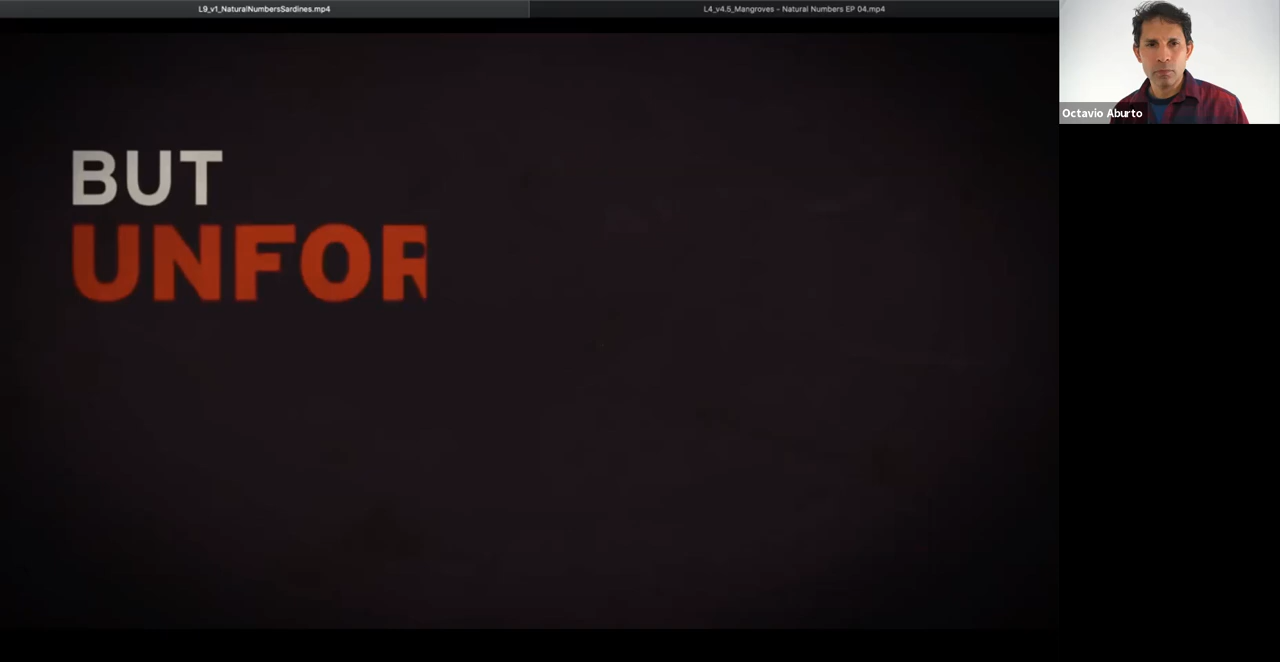 L9_v1_NaturalNumbersSardines.mp4
L4_v4.5_Mangroves - Natural Numbers EP 04.mp4
Octavio Aburto
BUT
UNFOR